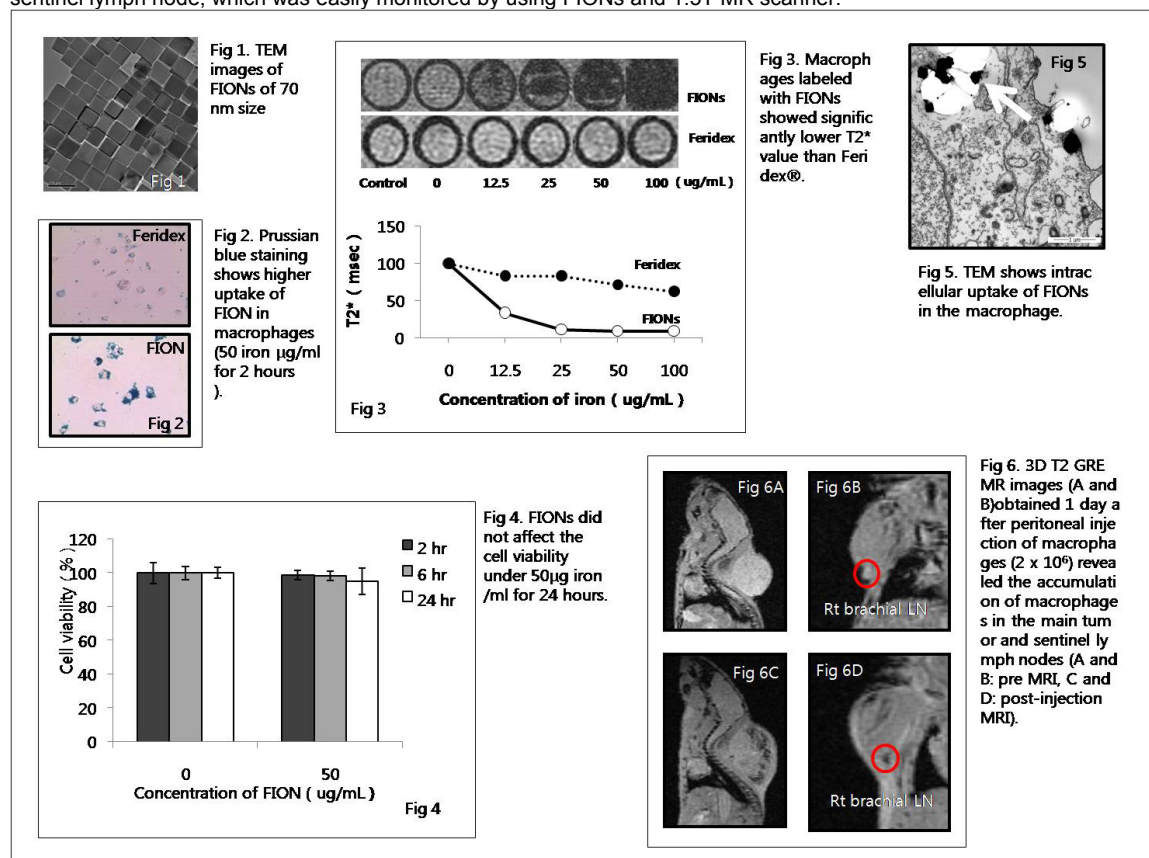 sentinel lymph node, which was easily monitored by using FIONs and 1.5T MR scanner.
Fig 1
Fig 1. TEM
images of
FIONs of 70
nm size
Feridex
FION
Fig 2
Fig 2. Prussian
blue staining
shows higher
uptake of
FION in
macrophages
(50 iron µg/ml
for 2 hours
).
FIONs
Feridex
Control 0 12.5 25 50 100 ( ug/mL )
T2* ( msec )
150
100
50
0
Feridex
FIONs
0 12.5 25 50 100
Concentration of iron ( ug/mL )
Fig 3
Fig 3. Macroph
ages labeled
with FIONs
showed signific
antly lower T2*
value than Feri
dex®.
Fig 5
1 um
Fig 5. TEM shows intrac
ellular uptake of FIONs
in the macrophage.
Cell viability ( % )
120
100
80
60
40
20
0
2 hr
6 hr
24 hr
0 50
Concentration of FION ( ug/mL )
Fig 4
Fig 4. FIONs did
not affect the
cell viability
under 50µg iron
/ml for 24 hours.
Fig 6A
Fig 6B
Rt brachial LN
Fig 6C
Fig 6D
Rt brachial LN
Fig 6. 3D T2 GRE
MR images (A and
B)obtained 1 day a
fter peritoneal inje
ction of macropha
ges (2 x 10⁶) revea
led the accumulati
on of macrophage
s in the main tum
or and sentinel ly
mph nodes (A and
B: pre MRI, C and
D: post-injection
MRI).